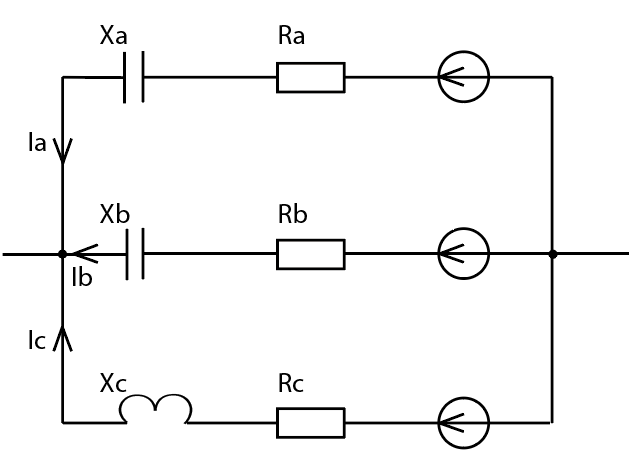 Xa Ra
Ia
Xb Rb
Ib
Ic
Xc Rc